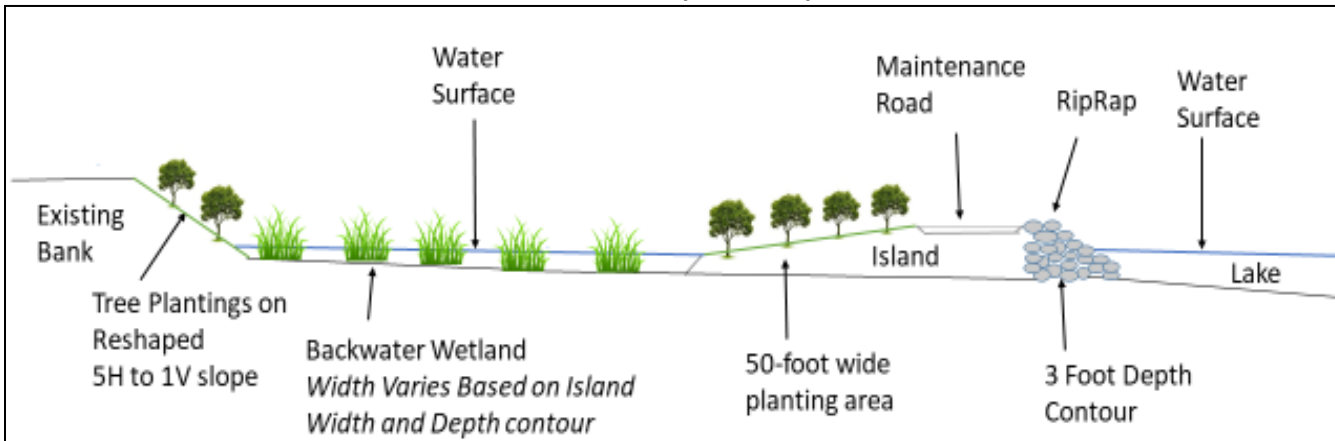 Water
Surface
Maintenance
Road
RipRap
Water
Surface
Existing
Bank
Island
Lake
Tree Plantings on
Reshaped
5H to 1V slope
Backwater Wetland
Width Varies Based on Island
Width and Depth contour
50-foot wide
planting area
3 Foot Depth
Contour